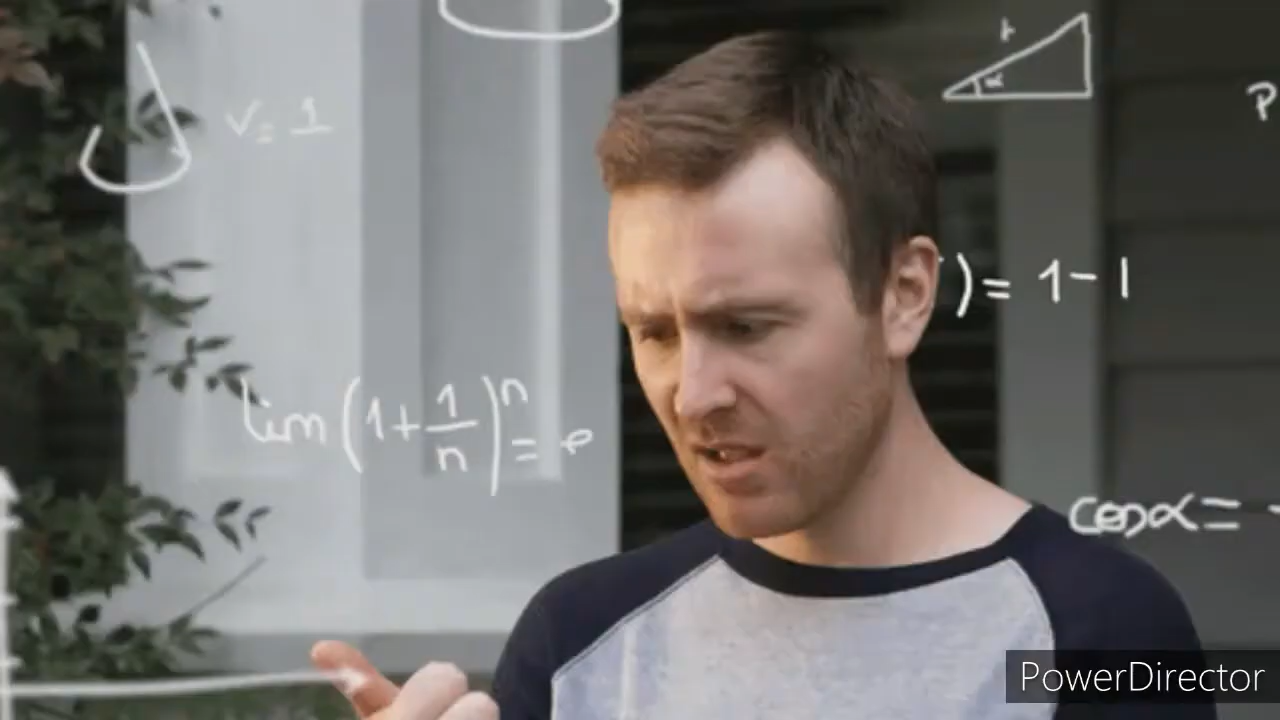 V = 1
r
α
P
) = 1 - 1
lim (1 + 1/n)^n = e
cos α =
PowerDirector